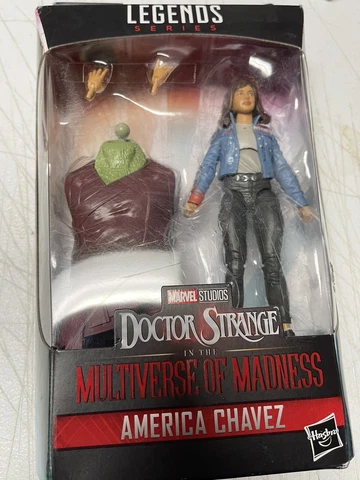 LEGENDS
SERIES
MARVEL STUDIOS
DOCTOR STRANGE
IN THE
MULTIVERSE OF MADNESS
AMERICA CHAVEZ
Hasbro